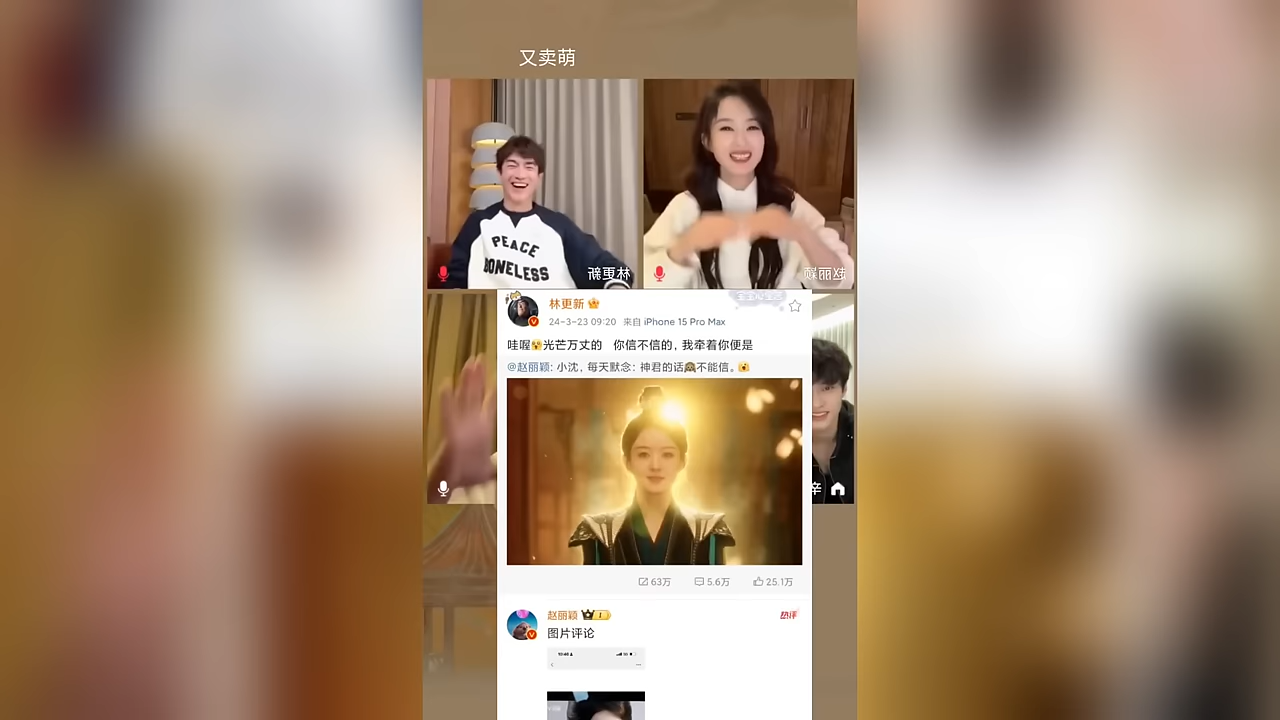 又卖萌
PEACE
BONELESS
林更新
赵丽颖
林更新
24-3-23 09:20 来自 iPhone 15 Pro Max
哇喔😲光芒万丈的 你信不信的,我牵着你便是
@赵丽颖: 小沈, 每天默念: 神君的话🙈不能信。💰
63万 5.6万 25.1万
赵丽颖 1
热评
图片评论
辛